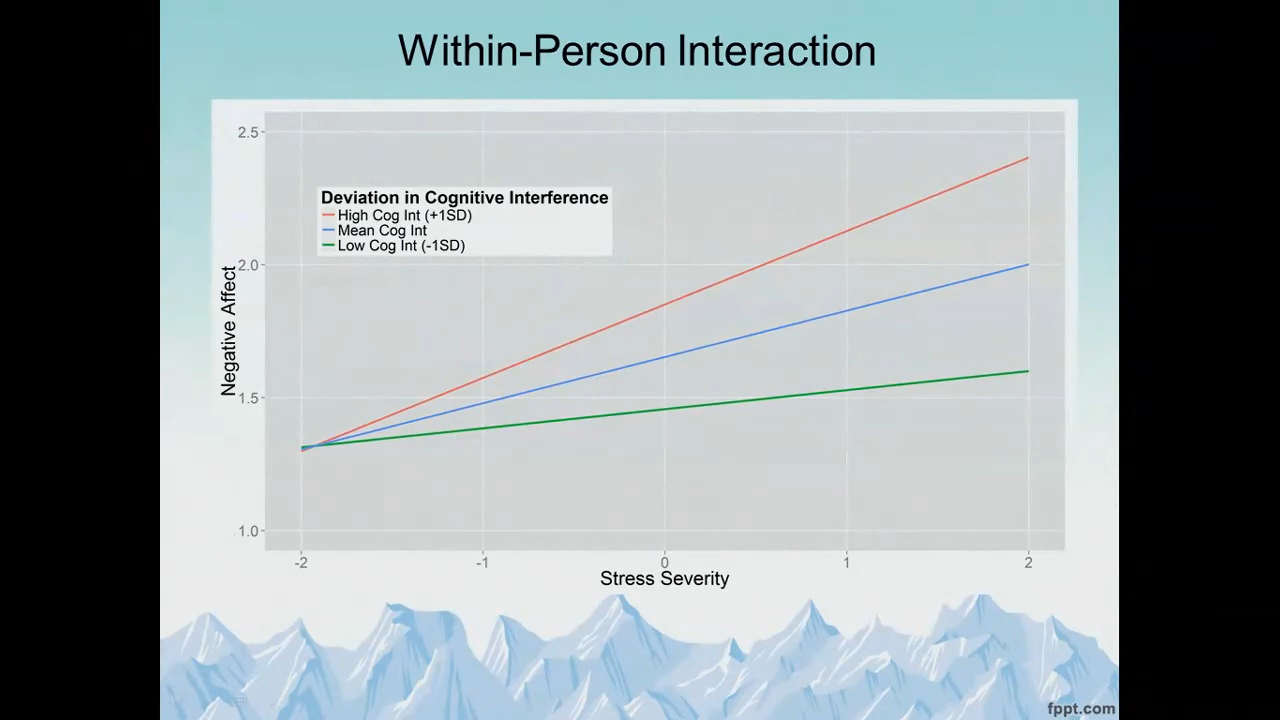 Within-Person Interaction
2.5
Deviation in Cognitive Interference
High Cog Int (+1SD)
Mean Cog Int
Low Cog Int (-1SD)
2.0
Negative Affect
1.5
1.0
-2 -1 0 1 2
Stress Severity
fppt.com